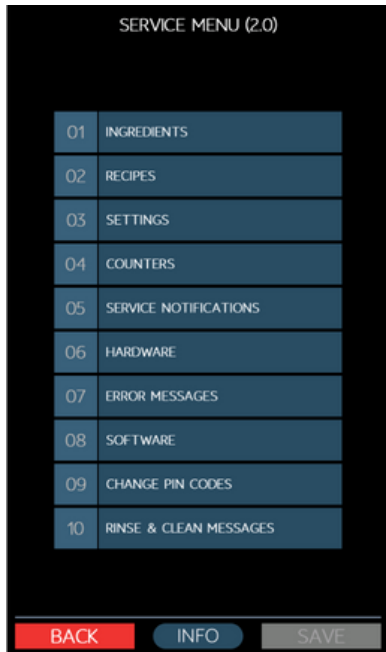 SERVICE MENU (2.0)
01 INGREDIENTS
02 RECIPES
03 SETTINGS
04 COUNTERS
05 SERVICE NOTIFICATIONS
06 HARDWARE
07 ERROR MESSAGES
08 SOFTWARE
09 CHANGE PIN CODES
10 RINSE & CLEAN MESSAGES
BACK INFO SAVE